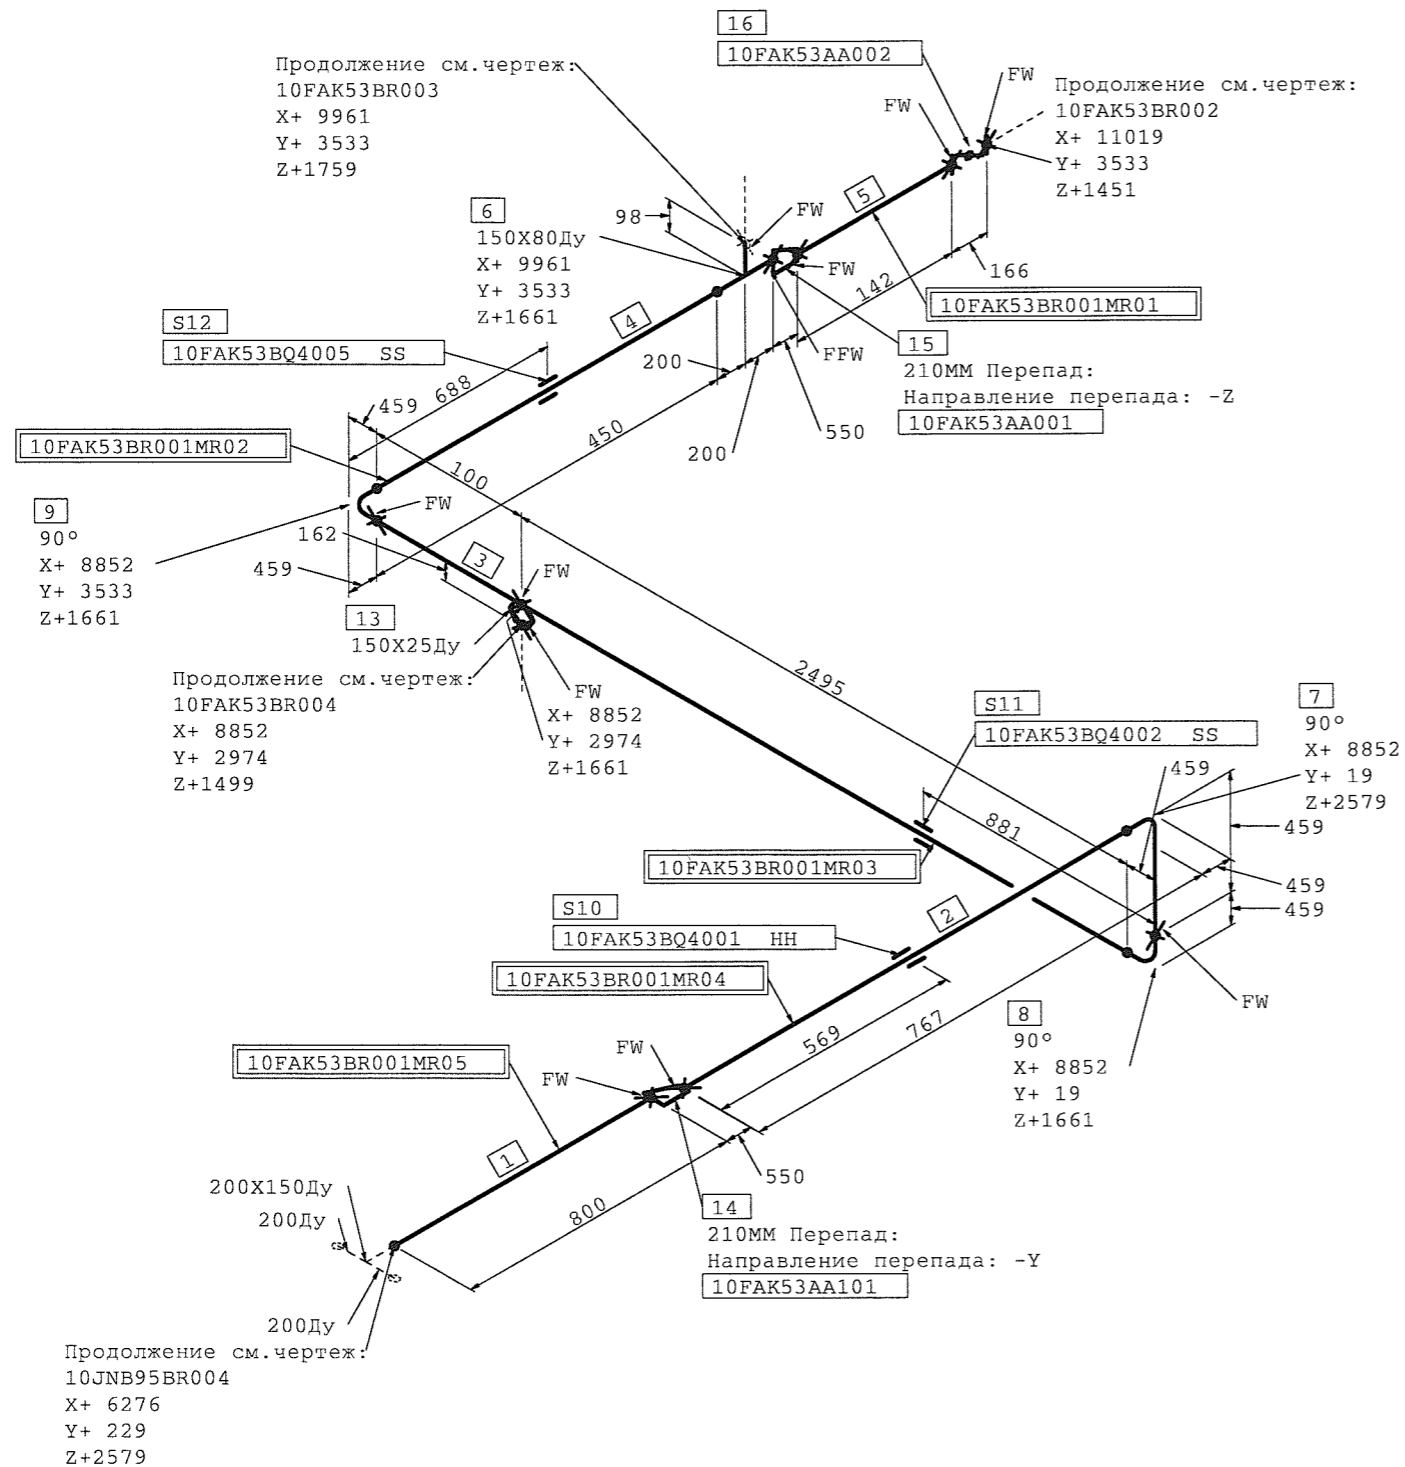 16
10FAK53AA002
Продолжение см.чертеж:
10FAK53BR003
X+ 9961
Y+ 3533
Z+1759
FW
FW
Продолжение см.чертеж:
10FAK53BR002
X+ 11019
Y+ 3533
Z+1451
6
150X80Ду
X+ 9961
Y+ 3533
Z+1661
98
FW
5
FW
142
166
10FAK53BR001MR01
S12
10FAK53BQ4005 SS
4
200
FFW
15
210ММ Перепад:
Направление перепада: -Z
10FAK53AA001
688
459
450
200
550
10FAK53BR001MR02
100
9
90°
X+ 8852
Y+ 3533
Z+1661
FW
162
459
3
FW
13
150X25Ду
Продолжение см.чертеж:
10FAK53BR004
X+ 8852
Y+ 2974
Z+1499
FW
X+ 8852
Y+ 2974
Z+1661
2495
S11
10FAK53BQ4002 SS
7
90°
X+ 8852
Y+ 19
Z+2579
459
459
881
10FAK53BR001MR03
459
459
S10
10FAK53BQ4001 HH
2
10FAK53BR001MR04
FW
8
90°
X+ 8852
Y+ 19
Z+1661
569
767
10FAK53BR001MR05
FW
FW
1
550
800
14
210ММ Перепад:
Направление перепада: -Y
10FAK53AA101
200X150Ду
200Ду
200Ду
Продолжение см.чертеж:
10JNB95BR004
X+ 6276
Y+ 229
Z+2579